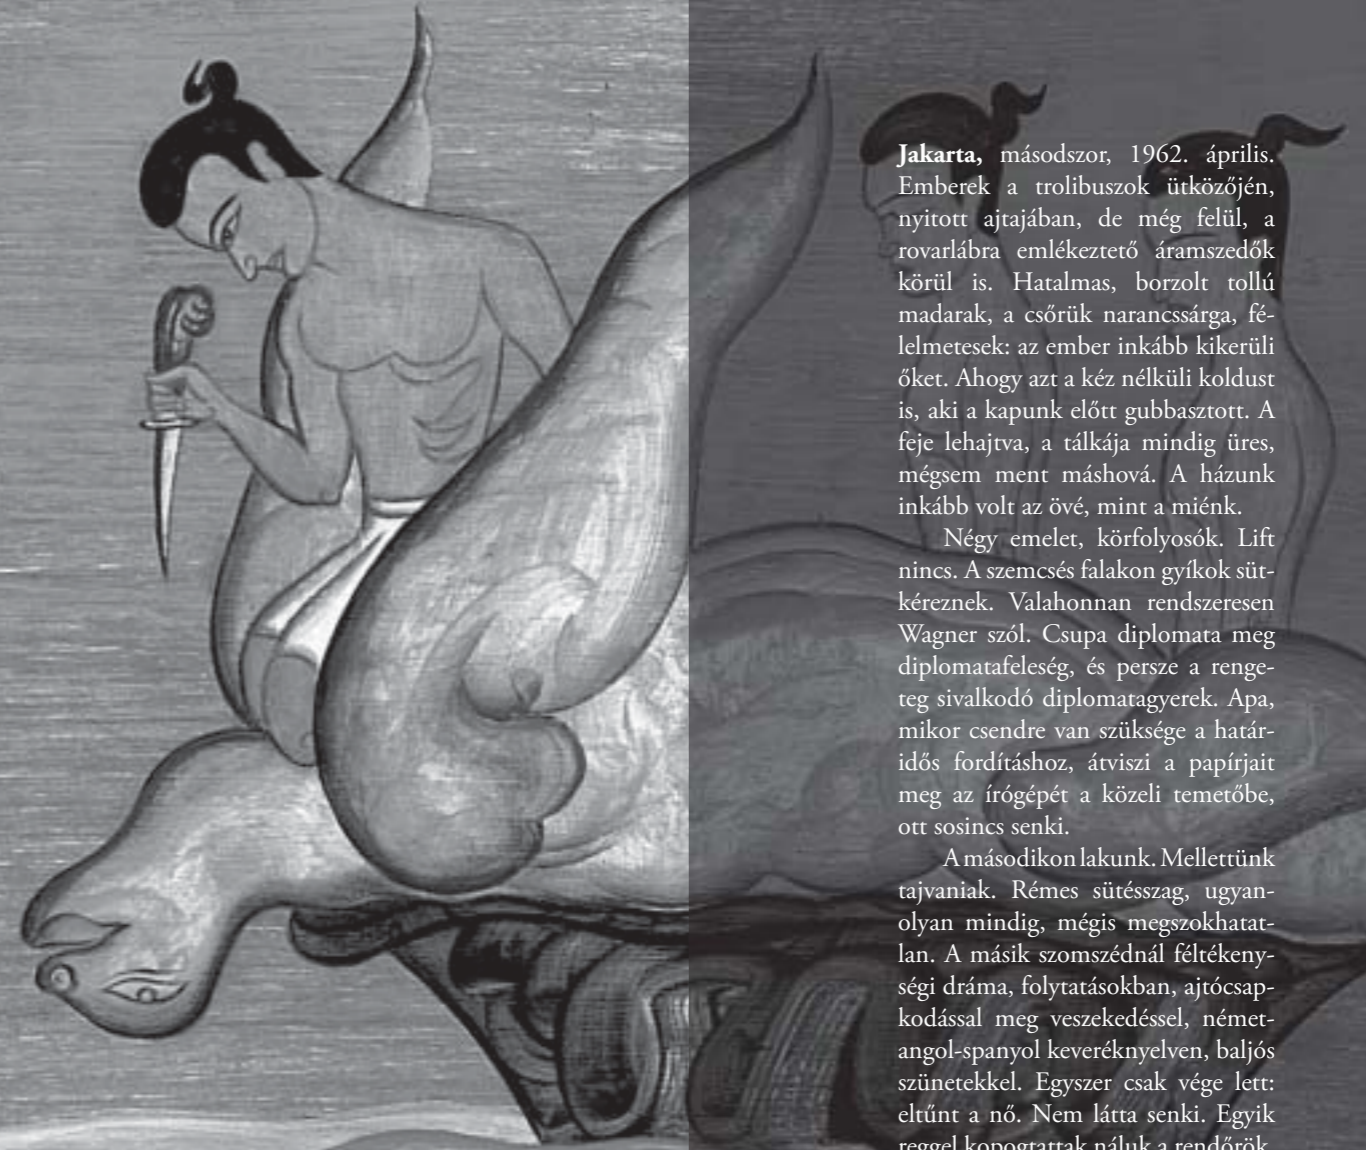 Jakarta, másodszor, 1962. április.
Emberek a trolibuszok ütközőjén,
nyitott ajtajában, de még felül, a
rovarlábra emlékeztető áramszedők
körül is. Hatalmas, borzolt tollú
madarak, a csőrük narancssárga, fé-
lelmetesek: az ember inkább kikerüli
őket. Ahogy azt a kéz nélküli koldust
is, aki a kapunk előtt gubbasztott. A
feje lehajtva, a tálkája mindig üres,
mégsem ment máshová. A házunk
inkább volt az övé, mint a miénk.
Négy emelet, körfolyosók. Lift
nincs. A szemcsés falakon gyíkok süt-
kéreznek. Valahonnan rendszeresen
Wagner szól. Csupa diplomata meg
diplomatafeleség, és persze a renge-
teg sivalkodó diplomatagyerek. Apa,
mikor csendre van szüksége a határ-
idős fordításhoz, átviszi a papírjait
meg az írógépét a közeli temetőbe,
ott sosincs senki.
A másodikon lakunk. Mellettünk
tajvaniak. Rémes sütésszag, ugyan-
olyan mindig, mégis megszokhatat-
lan. A másik szomszédnál féltékeny-
ségi dráma, folytatásokban, ajtócsap-
kodással meg veszekedéssel, német-
angol-spanyol keveréknyelven, baljós
szünetekkel. Egyszer csak vége lett:
eltűnt a nő. Nem látta senki. Egyik
reggel kopogtattak náluk a rendőrök.